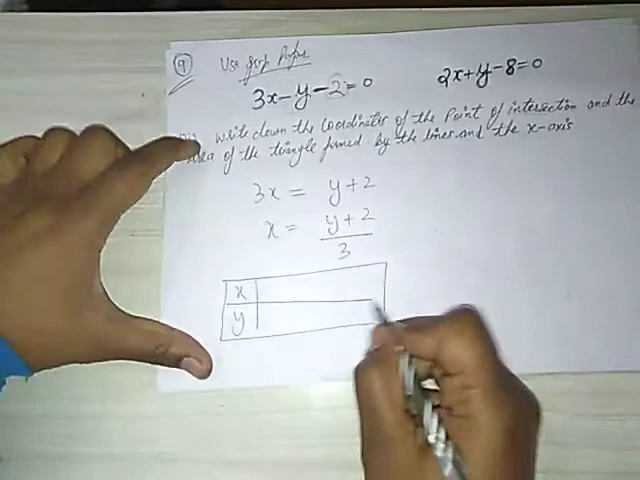 9 Use grap Paper
3x - y - 2 = 0 2x + y - 8 = 0
write down the Coordinates of the Point of intersection and the
area of the triangle formed by the lines and the x-axis
3x = y + 2
x = y + 2
3
x
y